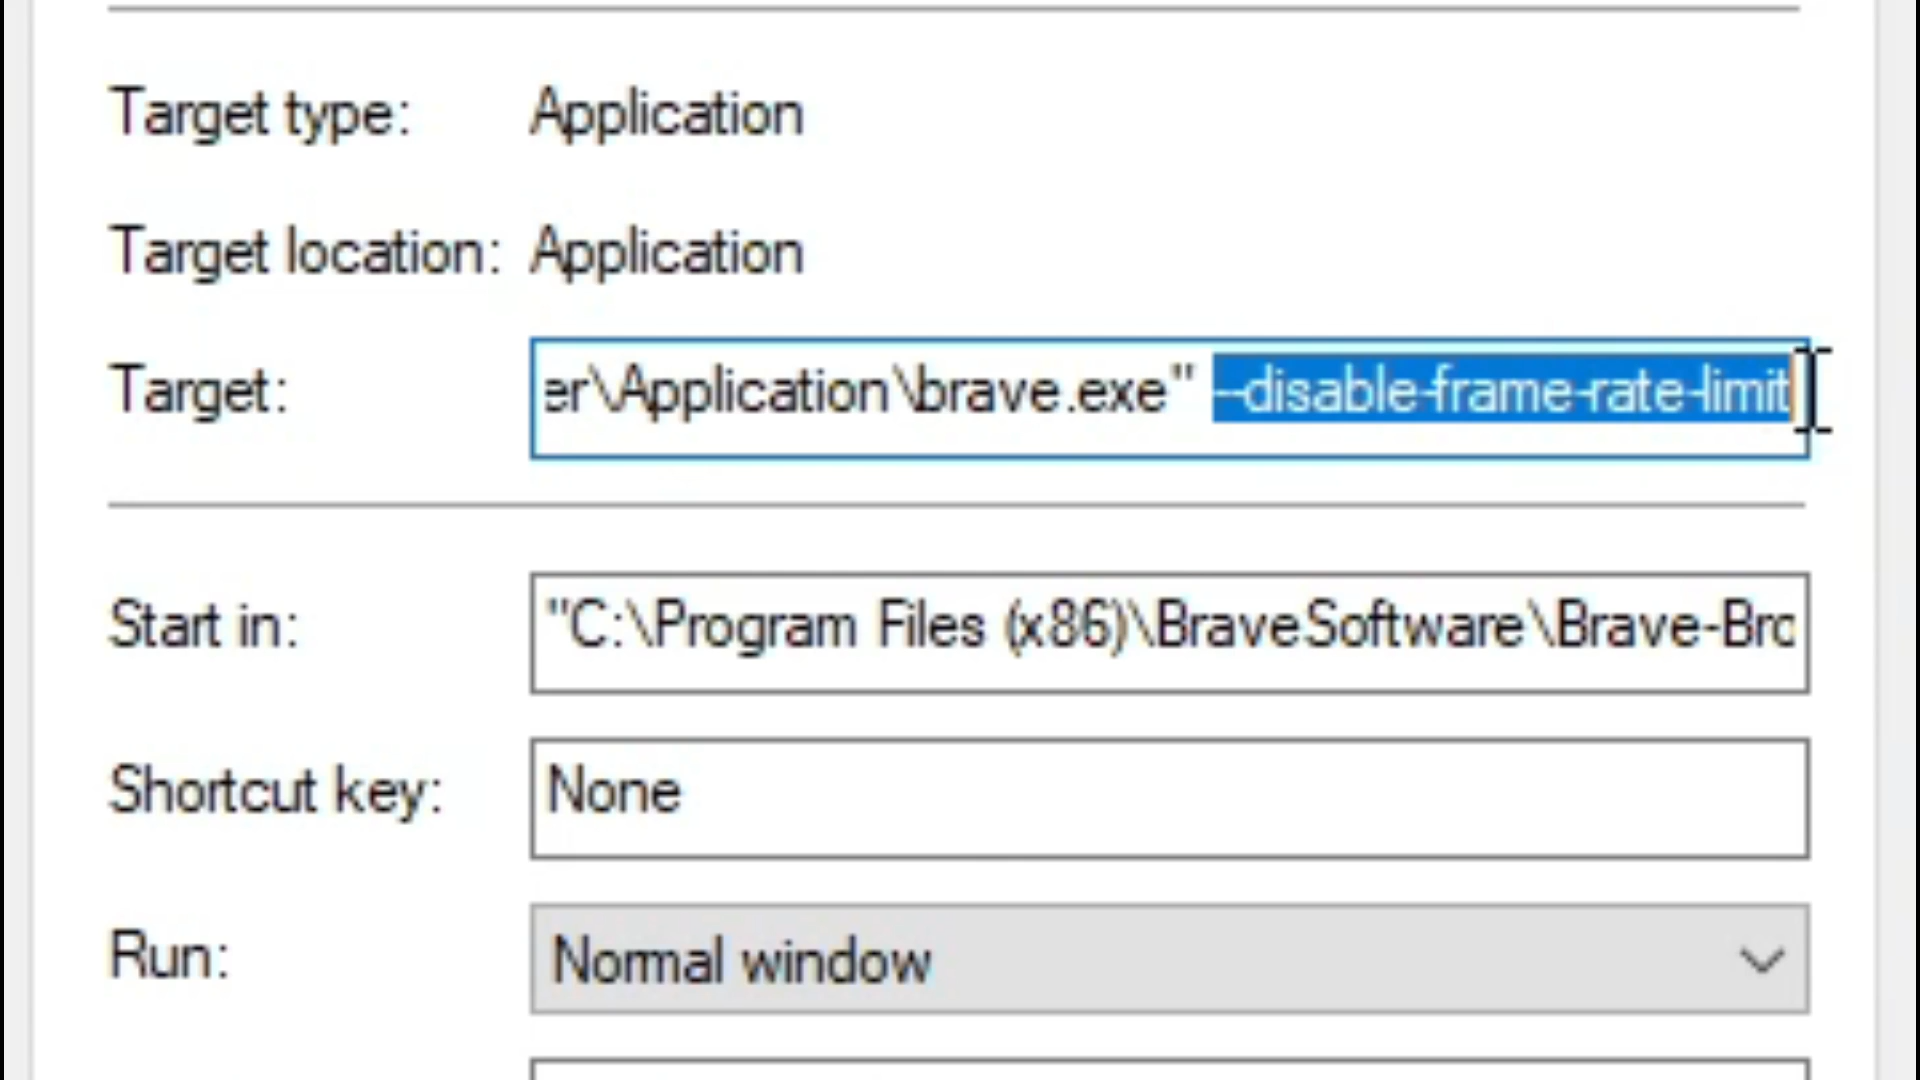 Target type: Application
Target location: Application
Target: er\Application\brave.exe" --disable-frame-rate-limit
Start in: "C:\Program Files (x86)\BraveSoftware\Brave-Bro
Shortcut key: None
Run: Normal window